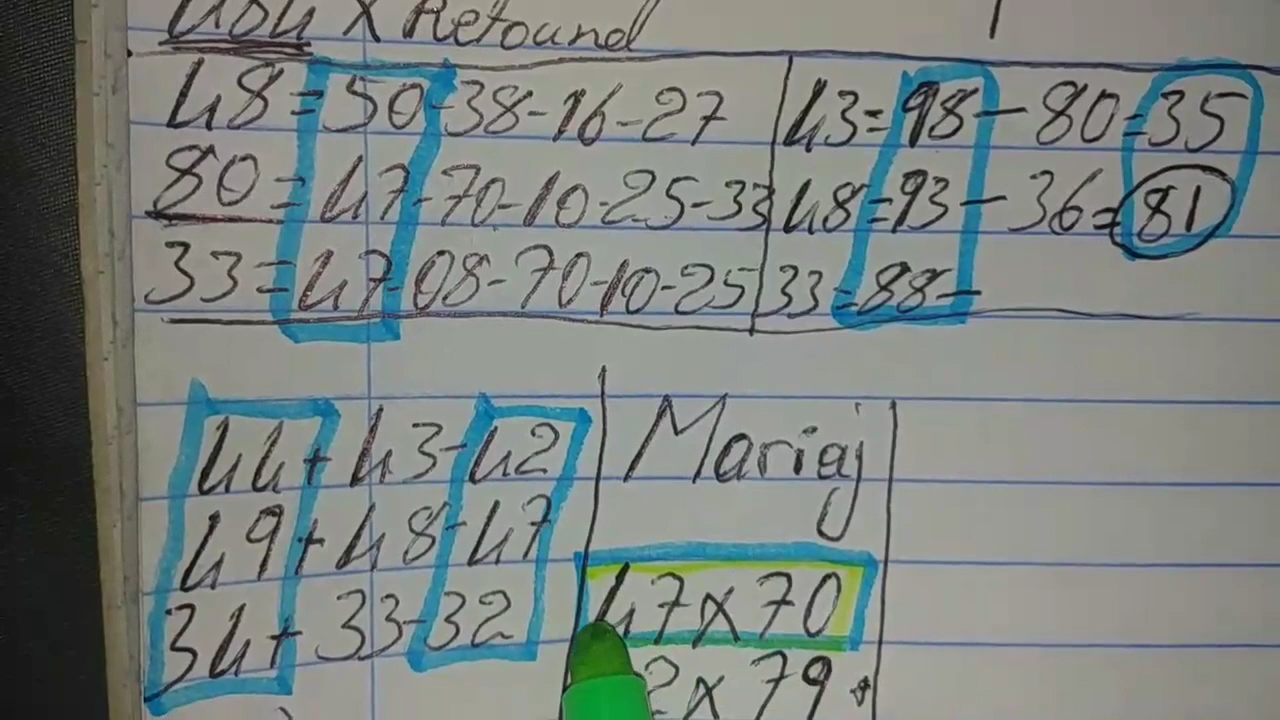 X Retound
48=50-38-16-27
80=47-70-10-25-33
33=47-08-70-10-25
43=98-80=35
48=93-36=81
33=88-
44+43-42
49+48-47
34+33-32
Mariaj
47x70
2x79